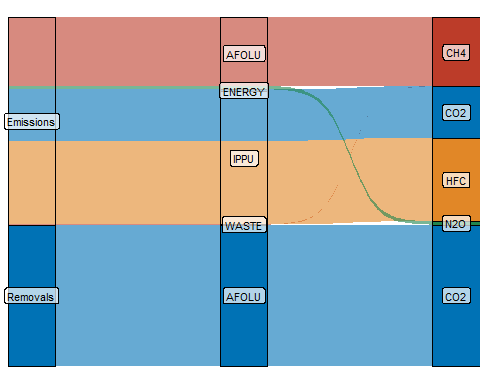 AFOLU
CH4
ENERGY
CO2
Emissions
IPPU
HFC
WASTE
N2O
Removals
AFOLU
CO2